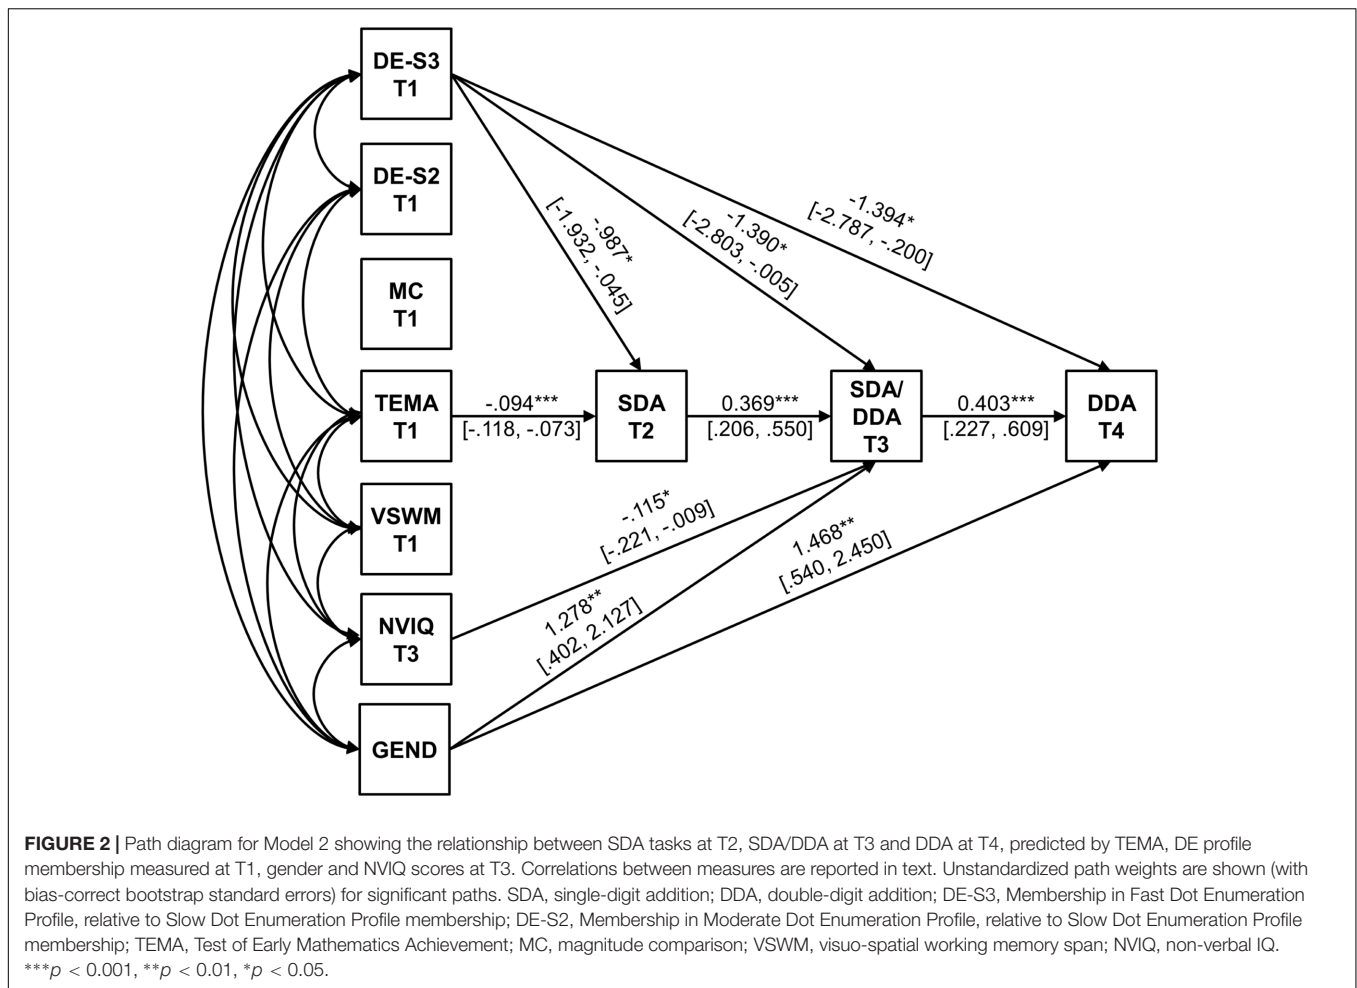 DE-S3
T1
DE-S2
T1
MC
T1
TEMA
T1
VSWM
T1
NVIQ
T3
GEND
-.987*
[-1.932, -.045]
-1.390*
[-2.803, -.005]
-1.394*
[-2.787, -.200]
-.094***
[-.118, -.073]
SDA
T2
0.369***
[.206, .550]
SDA/
DDA
T3
0.403***
[.227, .609]
DDA
T4
-.115*
[-.221, -.009]
1.278**
[.402, 2.127]
1.468**
[.540, 2.450]
FIGURE 2 | Path diagram for Model 2 showing the relationship between SDA tasks at T2, SDA/DDA at T3 and DDA at T4, predicted by TEMA, DE profile
membership measured at T1, gender and NVIQ scores at T3. Correlations between measures are reported in text. Unstandardized path weights are shown (with
bias-correct bootstrap standard errors) for significant paths. SDA, single-digit addition; DDA, double-digit addition; DE-S3, Membership in Fast Dot Enumeration
Profile, relative to Slow Dot Enumeration Profile membership; DE-S2, Membership in Moderate Dot Enumeration Profile, relative to Slow Dot Enumeration Profile
membership; TEMA, Test of Early Mathematics Achievement; MC, magnitude comparison; VSWM, visuo-spatial working memory span; NVIQ, non-verbal IQ.
***p < 0.001, **p < 0.01, *p < 0.05.